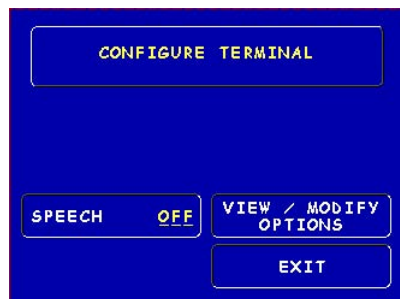 CONFIGURE TERMINAL
SPEECH OFF
VIEW / MODIFY
OPTIONS
EXIT